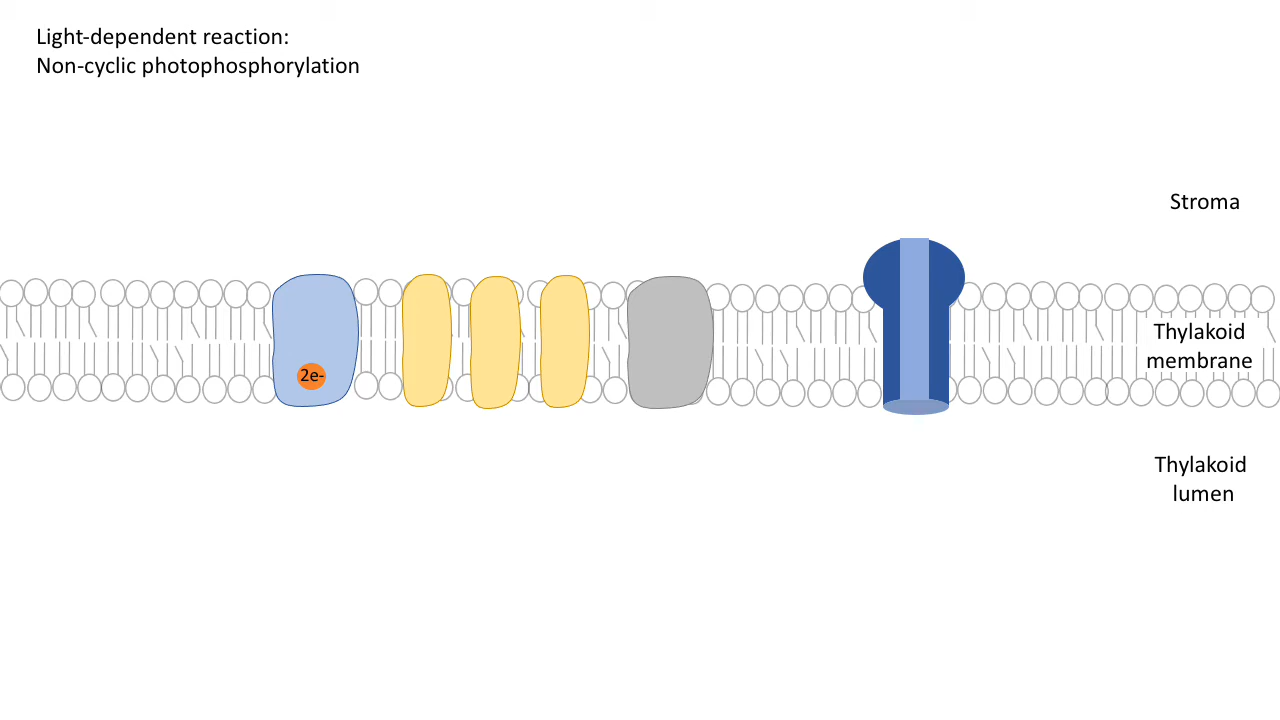 Light-dependent reaction:
Non-cyclic photophosphorylation
Stroma
Thylakoid
membrane
2e-
Thylakoid
lumen